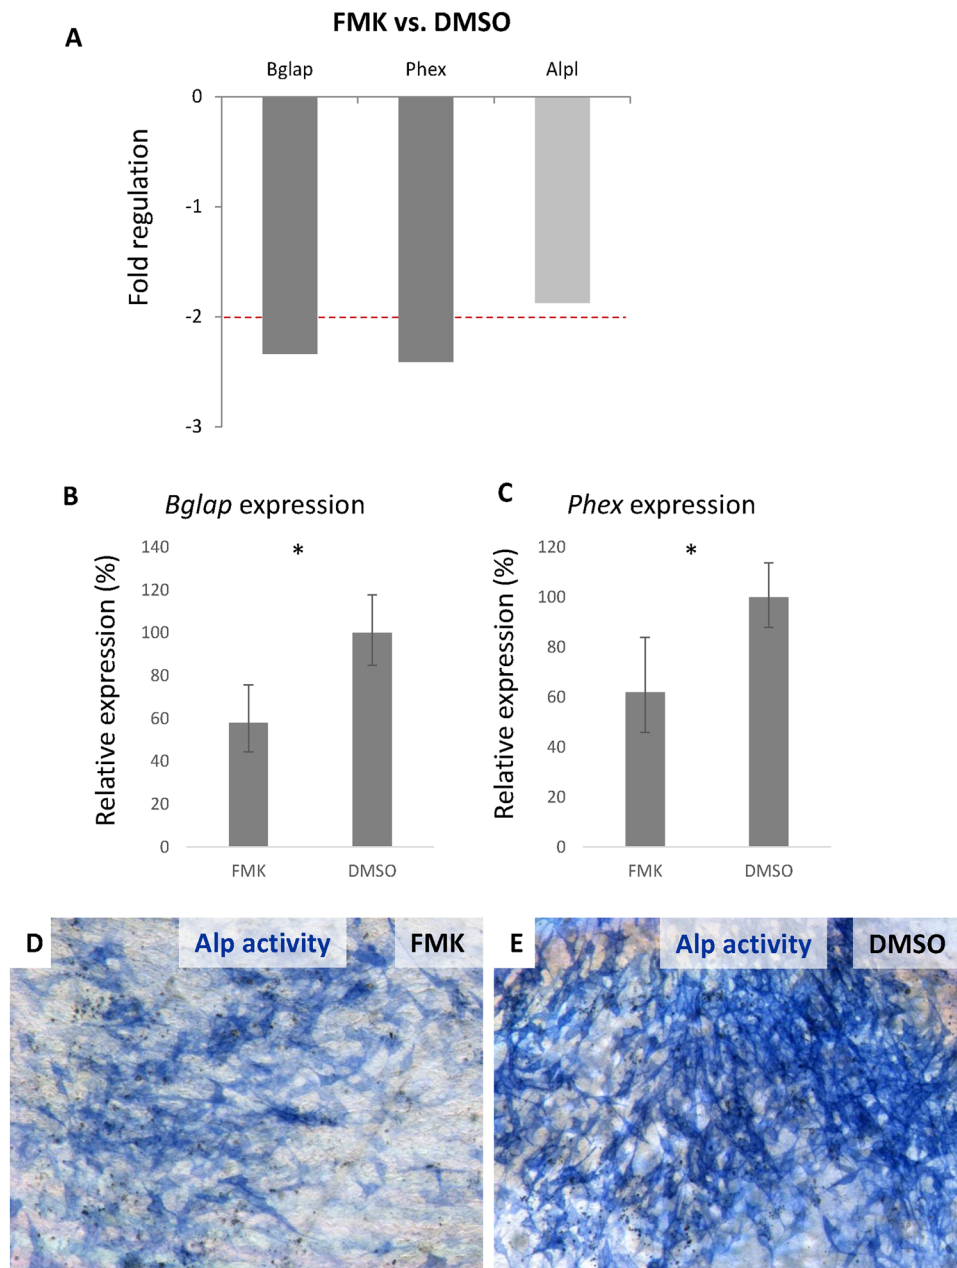 A
FMK vs. DMSO
Bglap Phex Alpl
Fold regulation
0
-1
-2
-3
B
Bglap expression
*
Relative expression (%)
140
120
100
80
60
40
20
0
FMK DMSO
C
Phex expression
*
Relative expression (%)
120
100
80
60
40
20
0
FMK DMSO
D Alp activity FMK
E Alp activity DMSO